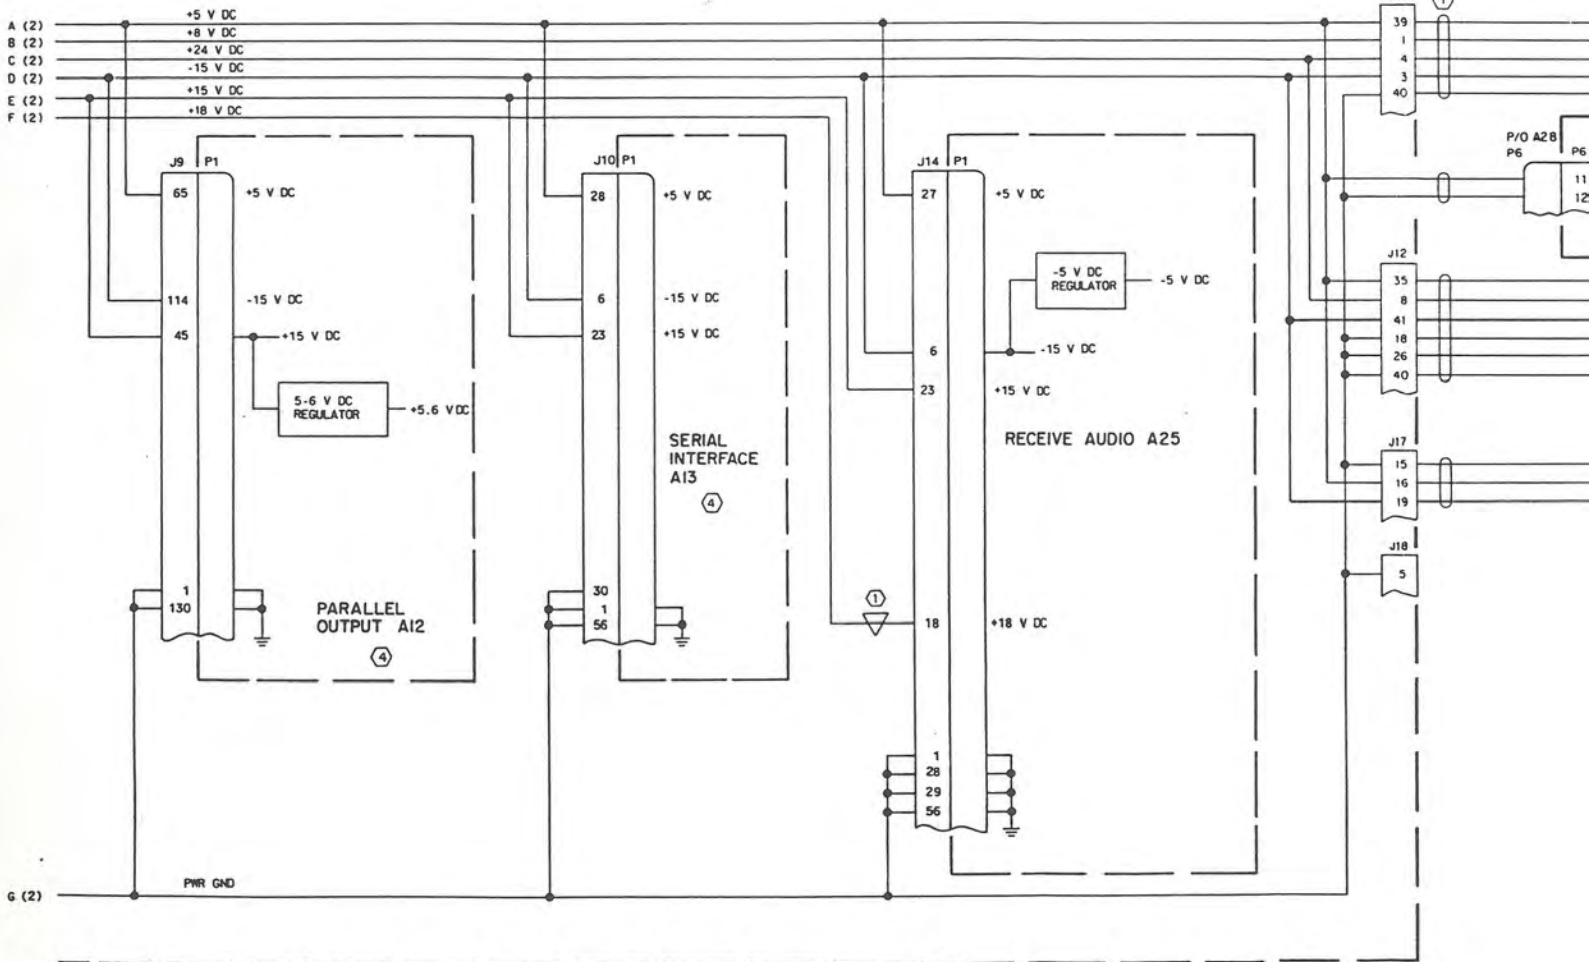 A (2) +5 V DC
B (2) +8 V DC
C (2) +24 V DC
D (2) -15 V DC
E (2) +15 V DC
F (2) +18 V DC
J9 P1
65 +5 V DC
114 -15 V DC
45 +15 V DC
5-6 V DC
REGULATOR
+5.6 VDC
1
130
PARALLEL
OUTPUT A12
4
J10 P1
28 +5 V DC
6 -15 V DC
23 +15 V DC
SERIAL
INTERFACE
A13
4
30
1
56
J14 P1
27 +5 V DC
-5 V DC
REGULATOR
-5 V DC
6 -15 V DC
23 +15 V DC
RECEIVE AUDIO A25
1
18 +18 V DC
1
28
29
56
39
1
4
3
40
P/O A28
P6 P6
11
12
J12
35
8
41
18
26
40
J17
15
16
19
J18
5
G (2) PWR GND